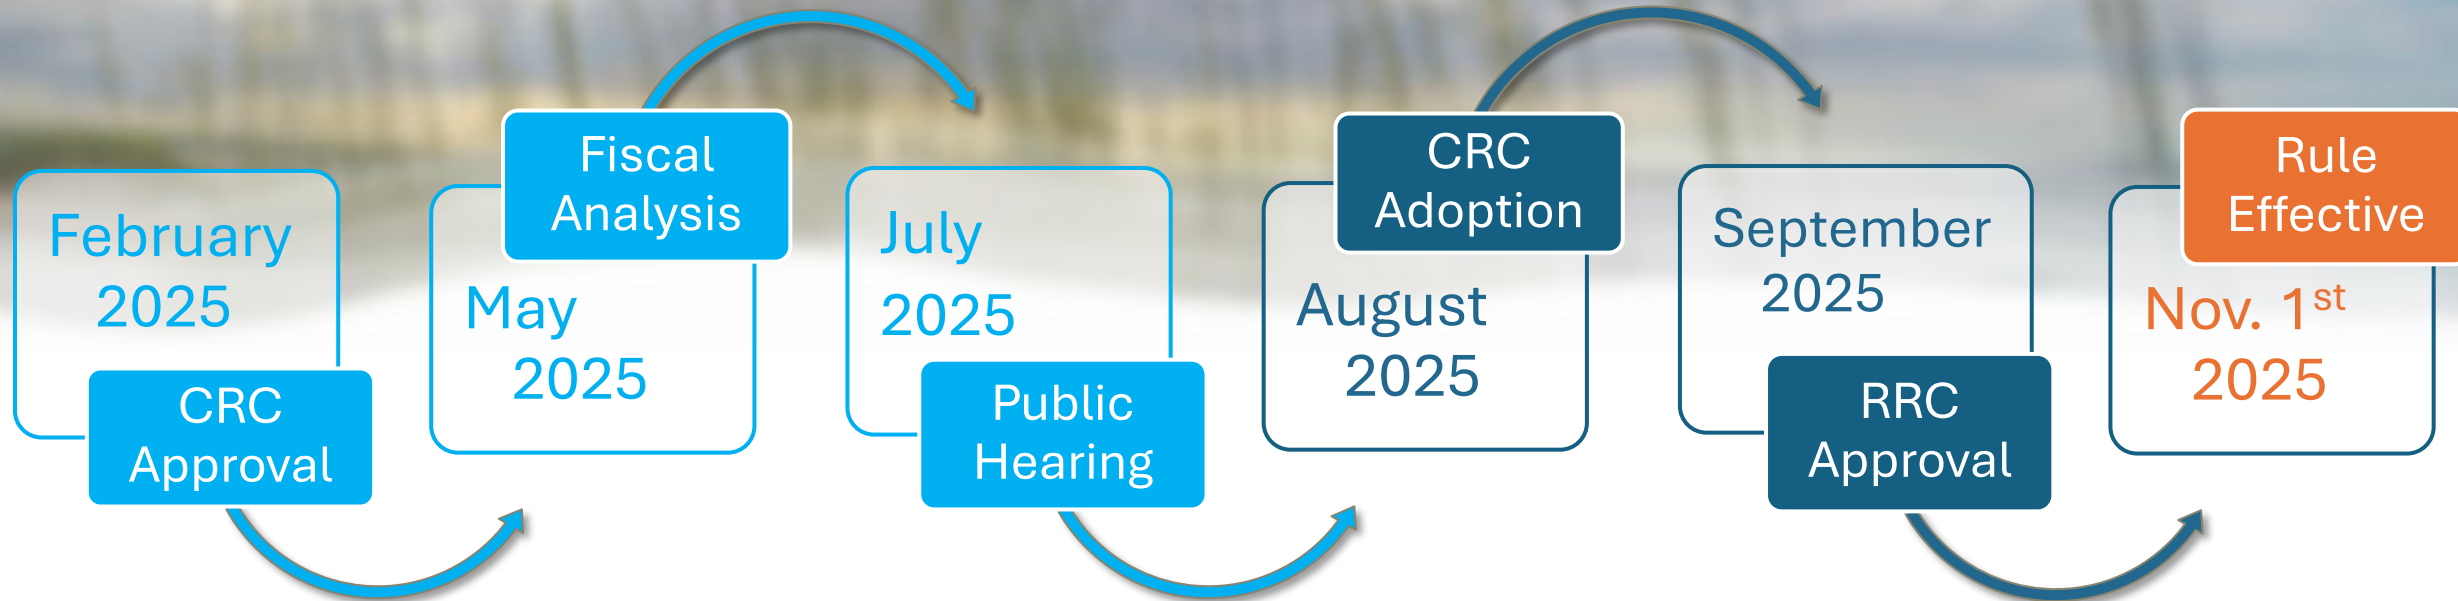 February
2025
CRC
Approval
Fiscal
Analysis
May
2025
July
2025
Public
Hearing
CRC
Adoption
August
2025
September
2025
RRC
Approval
Rule
Effective
Nov. 1st
2025